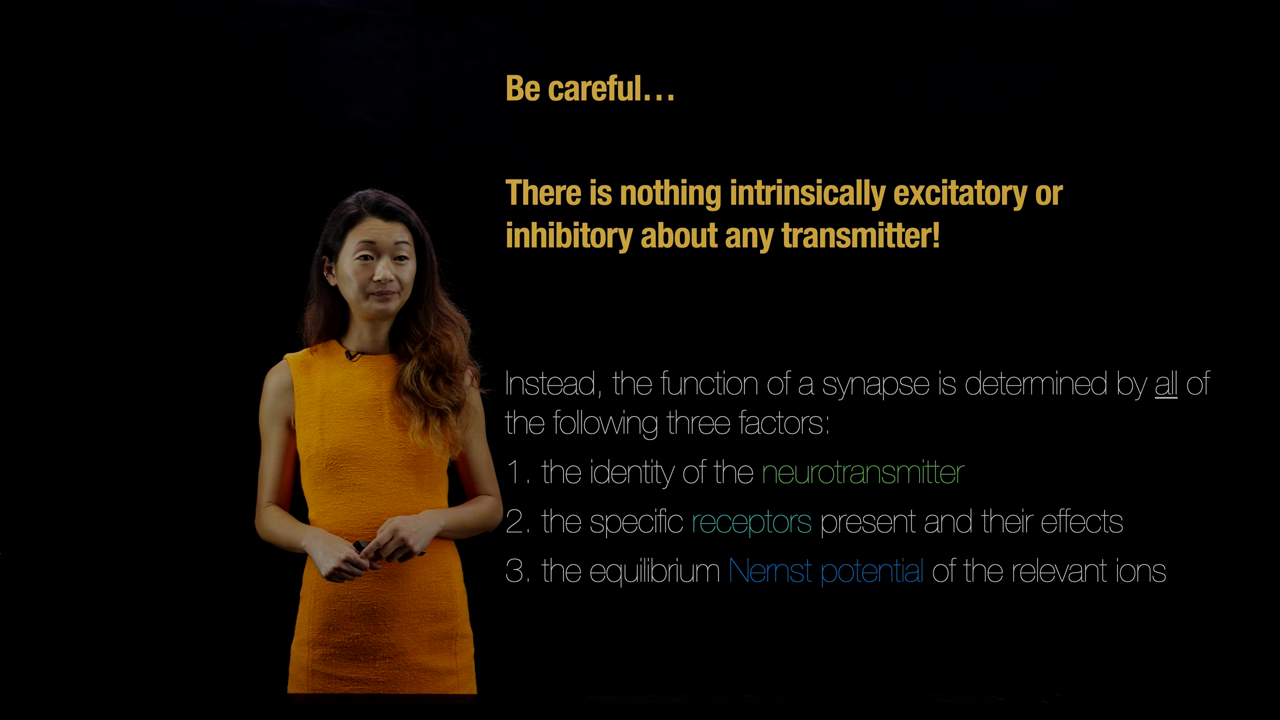 Be careful…
There is nothing intrinsically excitatory or
inhibitory about any transmitter!
Instead, the function of a synapse is determined by all of
the following three factors:
1. the identity of the neurotransmitter
2. the specific receptors present and their effects
3. the equilibrium Nernst potential of the relevant ions